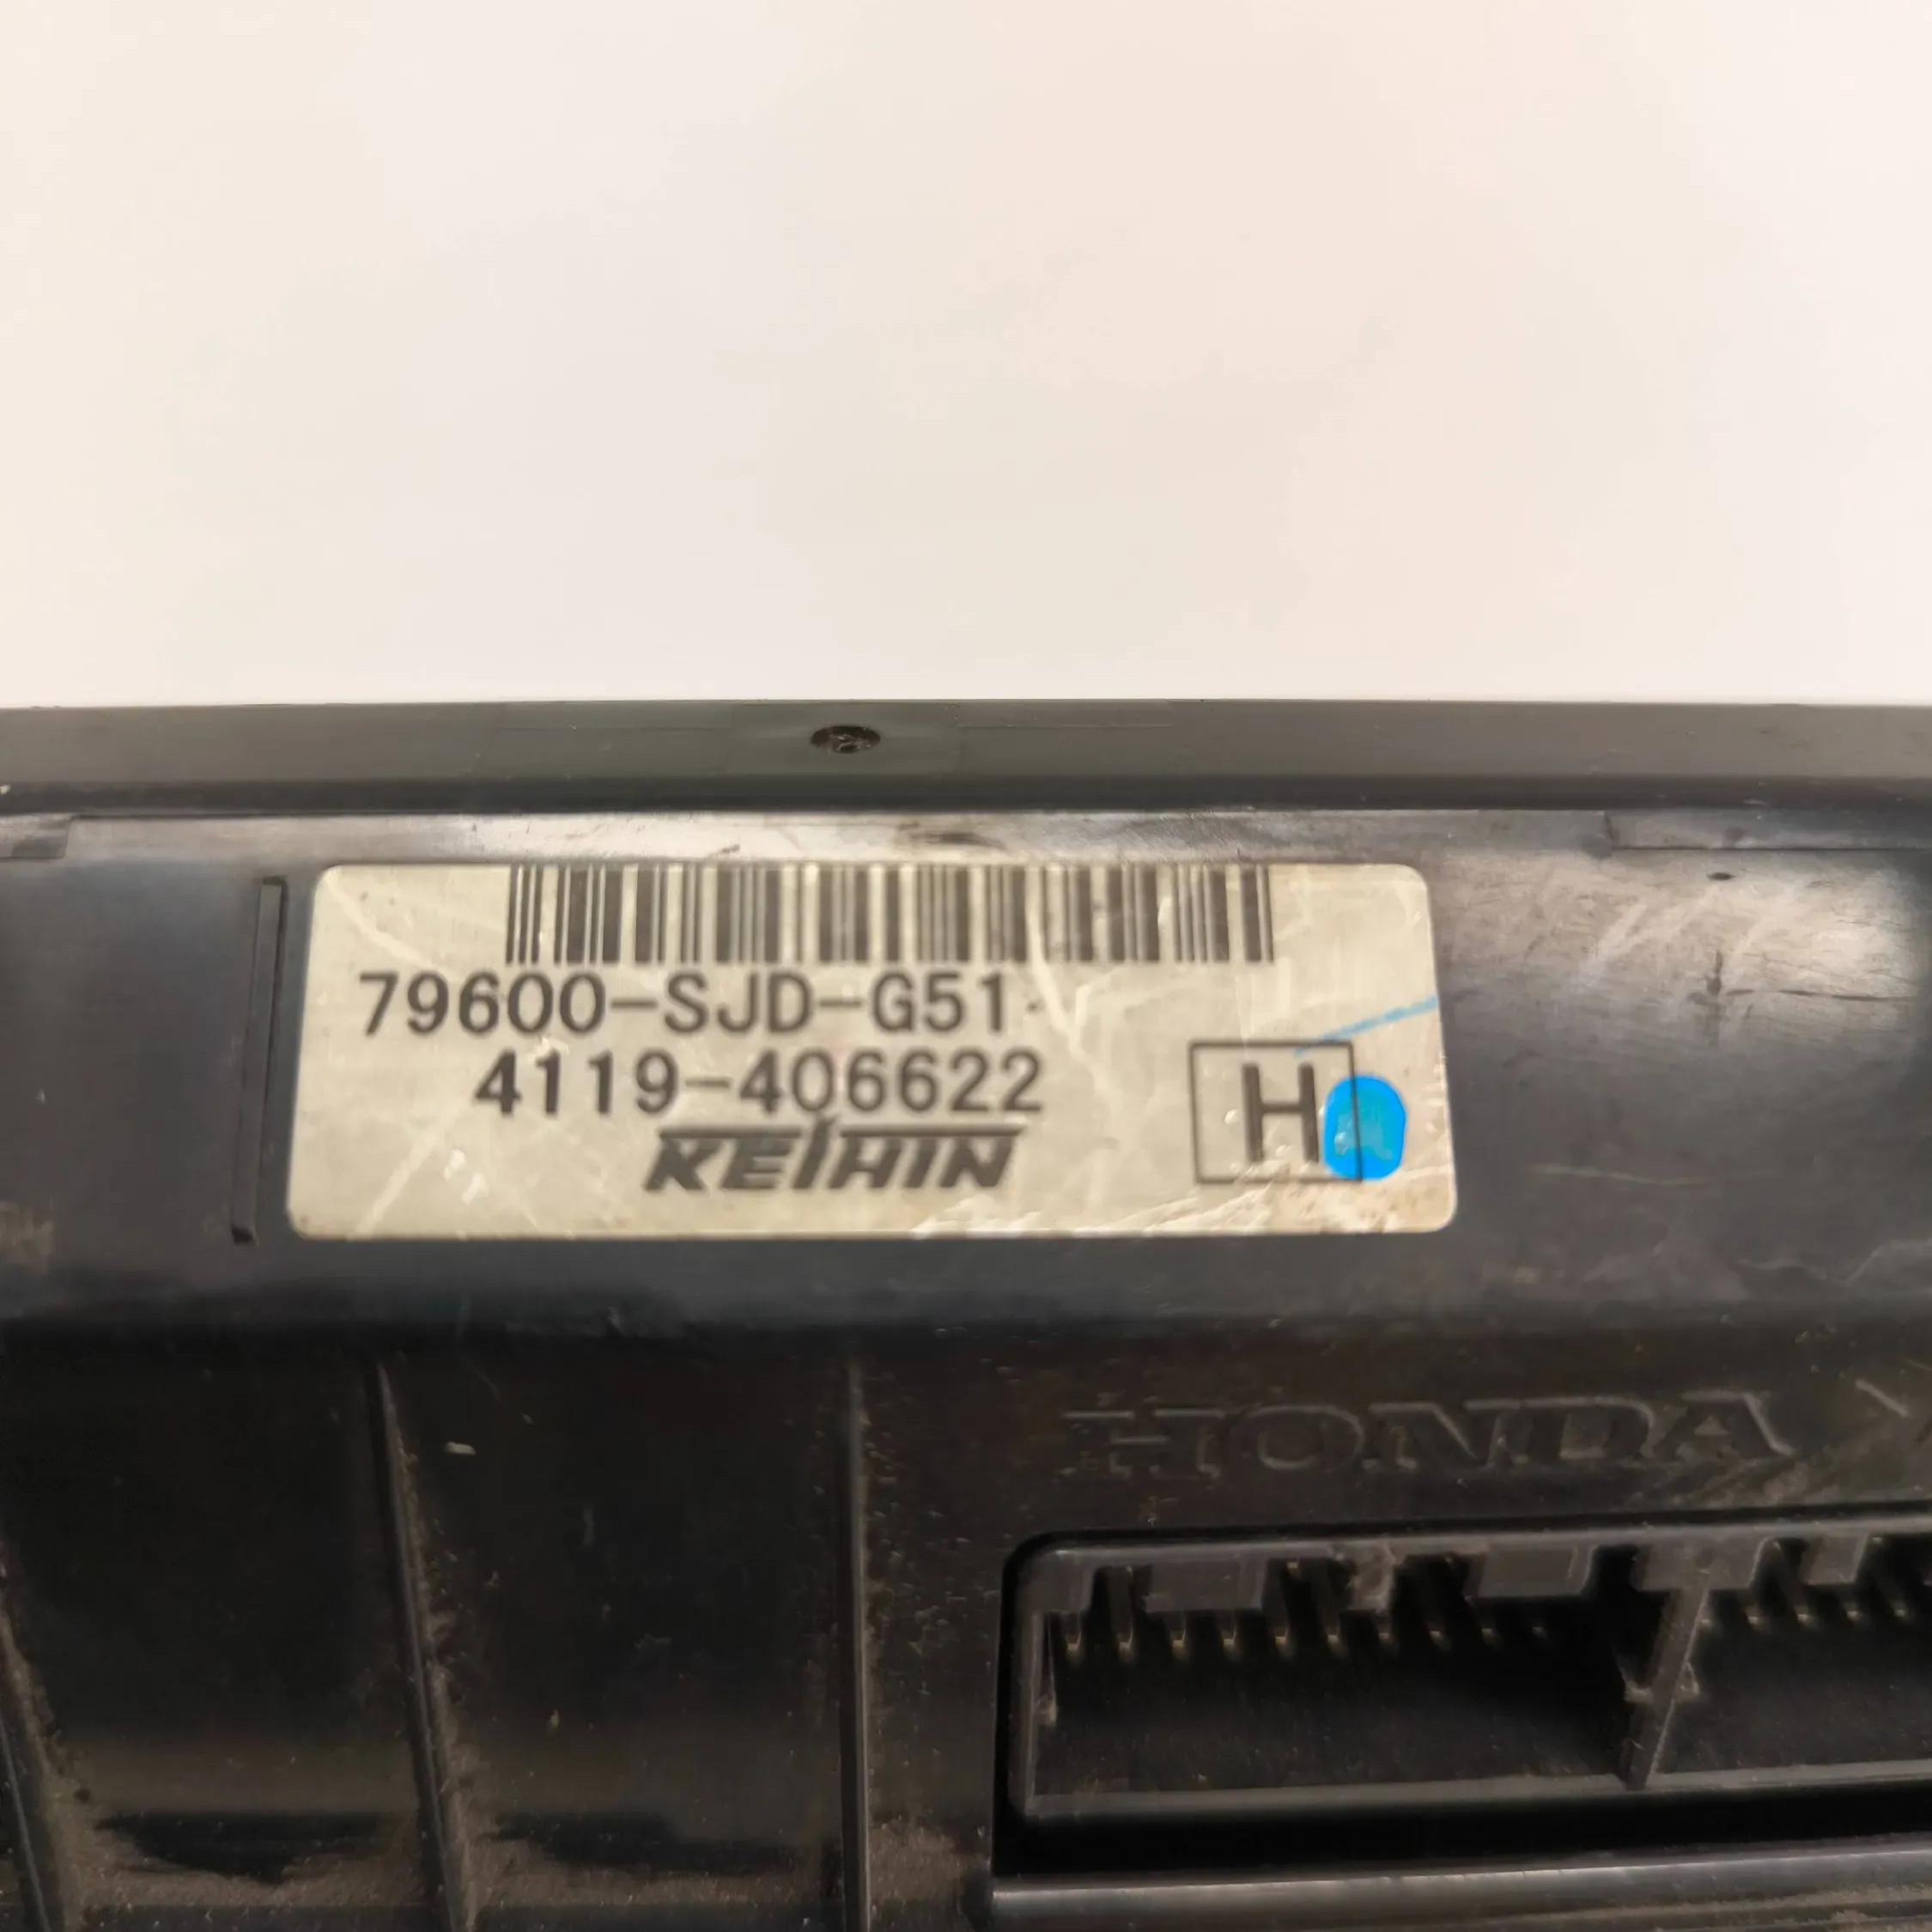 79600-SJD-G51
4119-406622
KEIHIN
H
HONDA